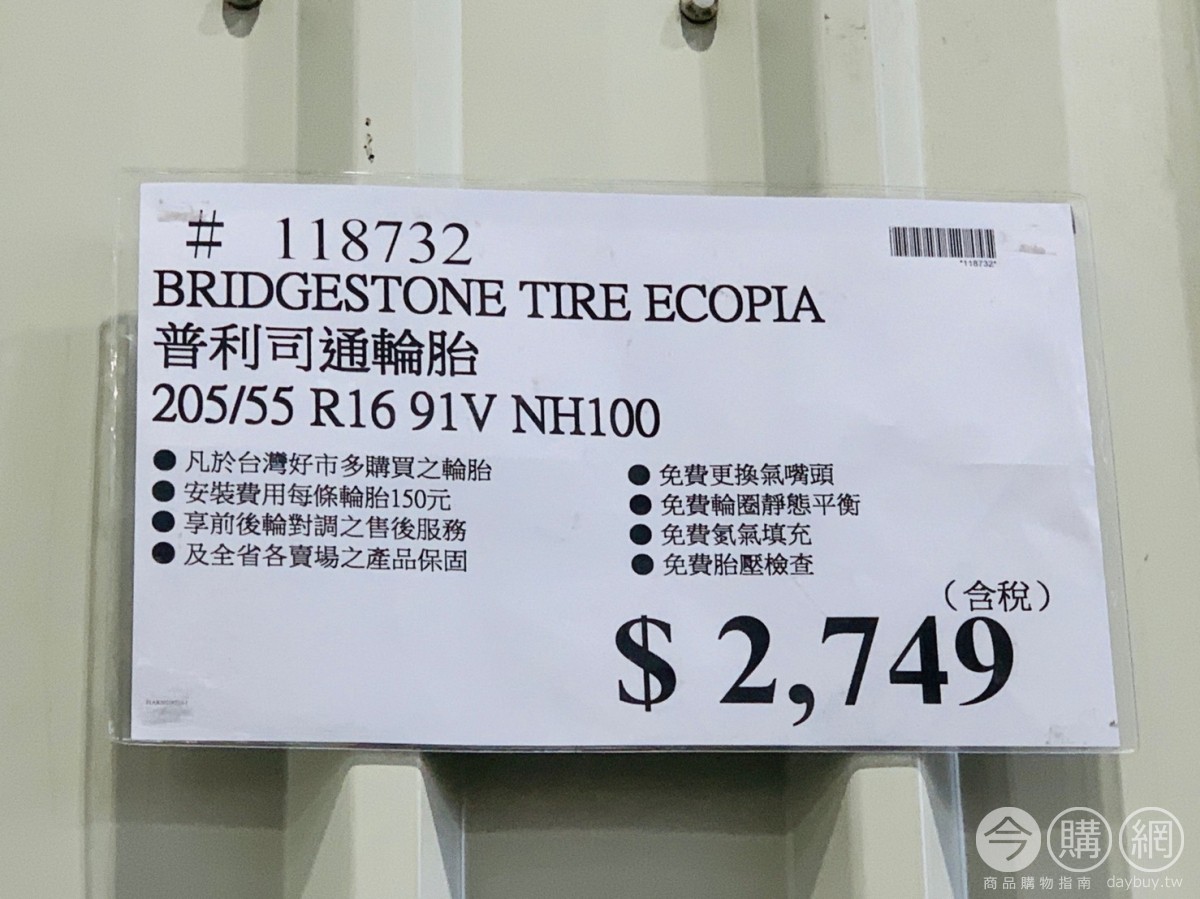 # 118732
*118732*
BRIDGESTONE TIRE ECOPIA
普利司通輪胎
205/55 R16 91V NH100
● 凡於台灣好市多購買之輪胎
● 安裝費用每條輪胎150元
● 享前後輪對調之售後服務
● 及全省各賣場之產品保固
● 免費更換氣嘴頭
● 免費輪圈靜態平衡
● 免費氮氣填充
● 免費胎壓檢查
（含稅）
$ 2,749
今購網
商品購物指南 daybuy.tw